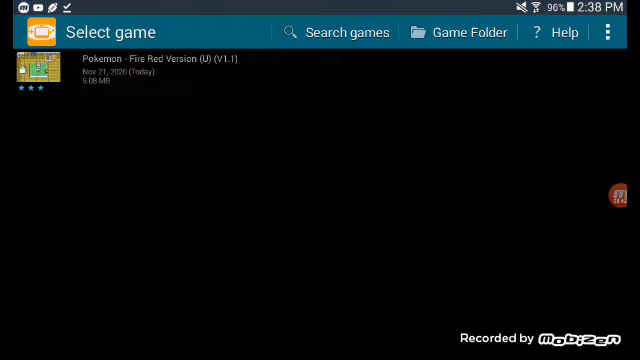 96% 2:38 PM
Select game
Search games
Game Folder
? Help
Pokemon - Fire Red Version (U) (V1.1)
Nov 21, 2020 (Today)
5.08 MB
Recorded by Mobizen